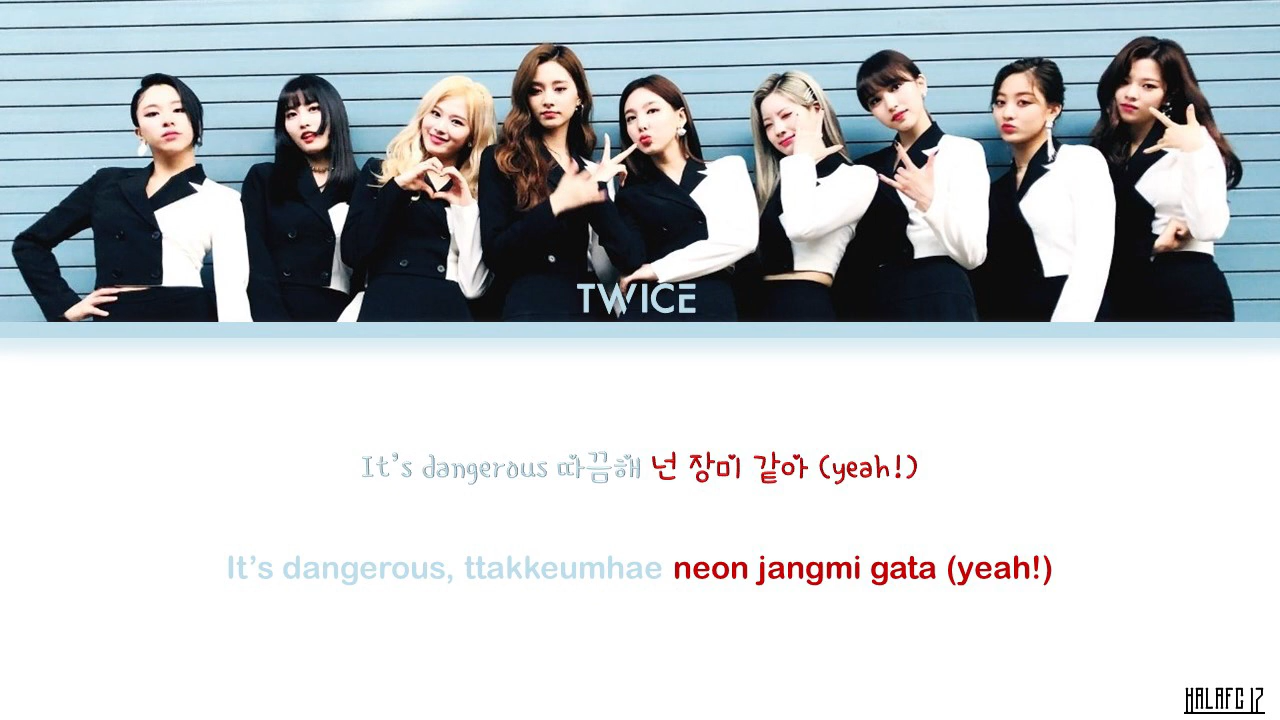 TWICE
It's dangerous 따끔해 넌 장미 같아 (yeah!)
It's dangerous, ttakkeumhae neon jangmi gata (yeah!)
HALAFC 17